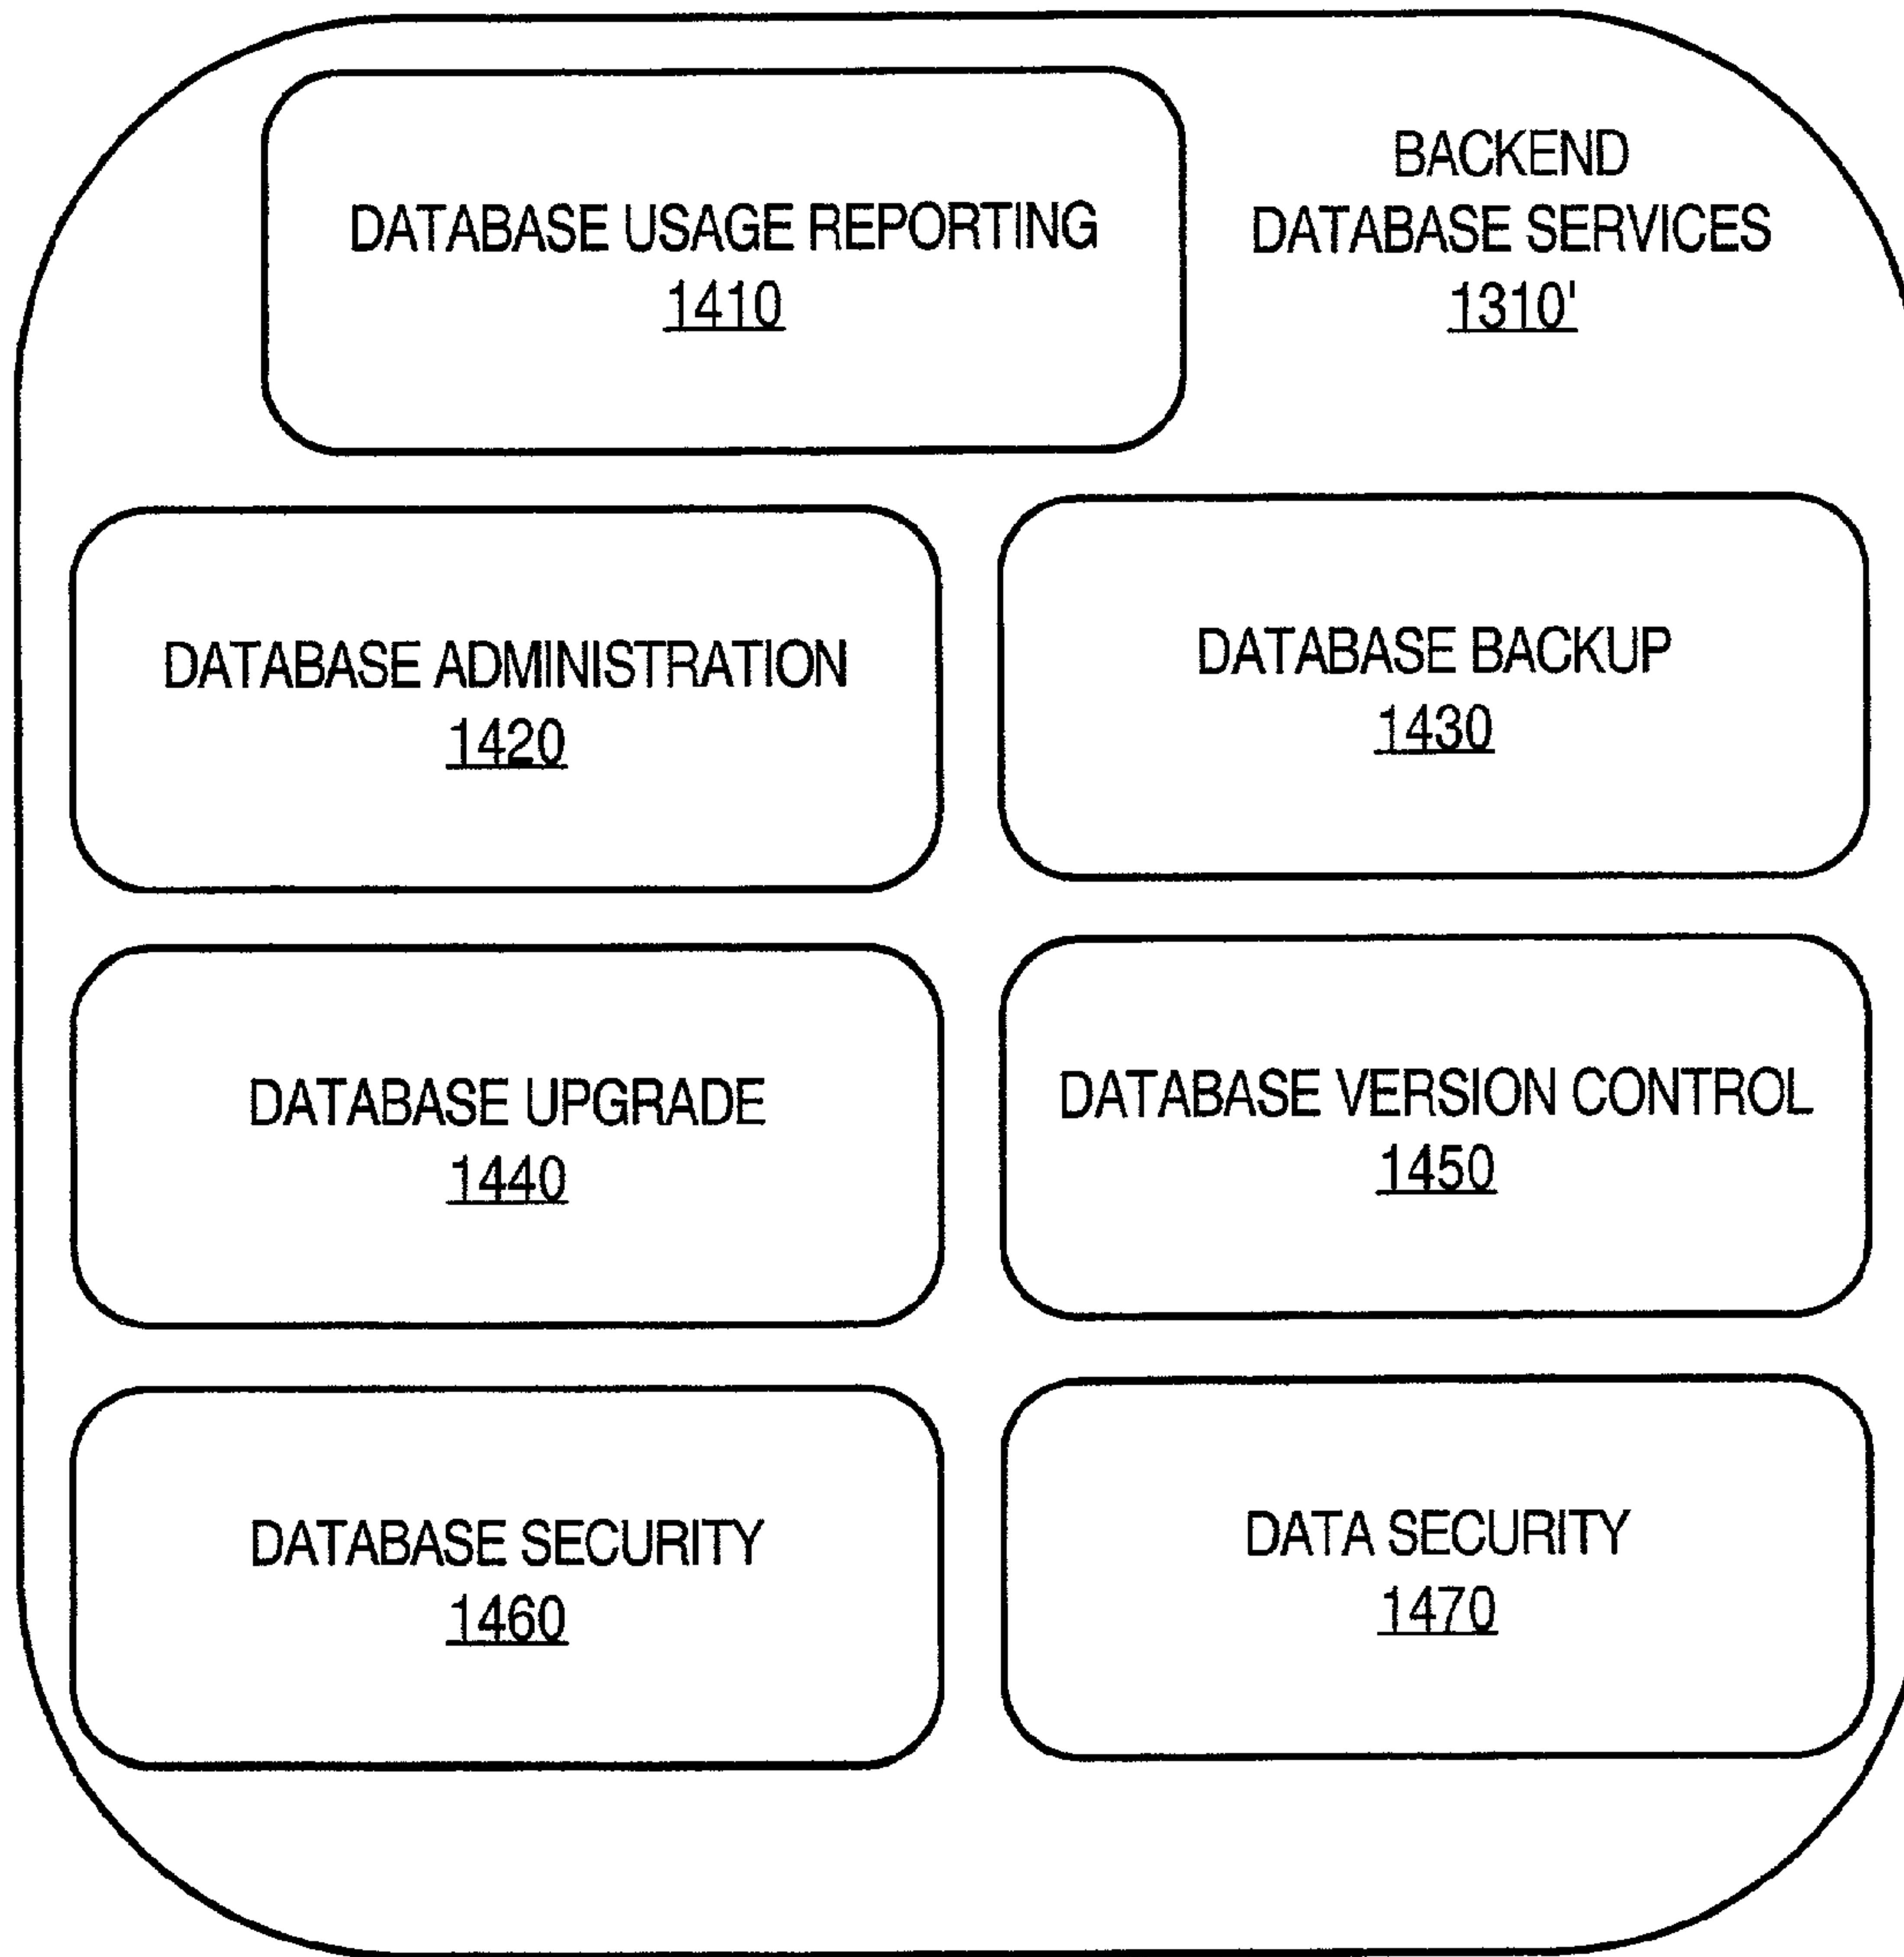 DATABASE USAGE REPORTING
1410
BACKEND
DATABASE SERVICES
1310'
DATABASE ADMINISTRATION
1420
DATABASE BACKUP
1430
DATABASE UPGRADE
1440
DATABASE VERSION CONTROL
1450
DATABASE SECURITY
1460
DATA SECURITY
1470